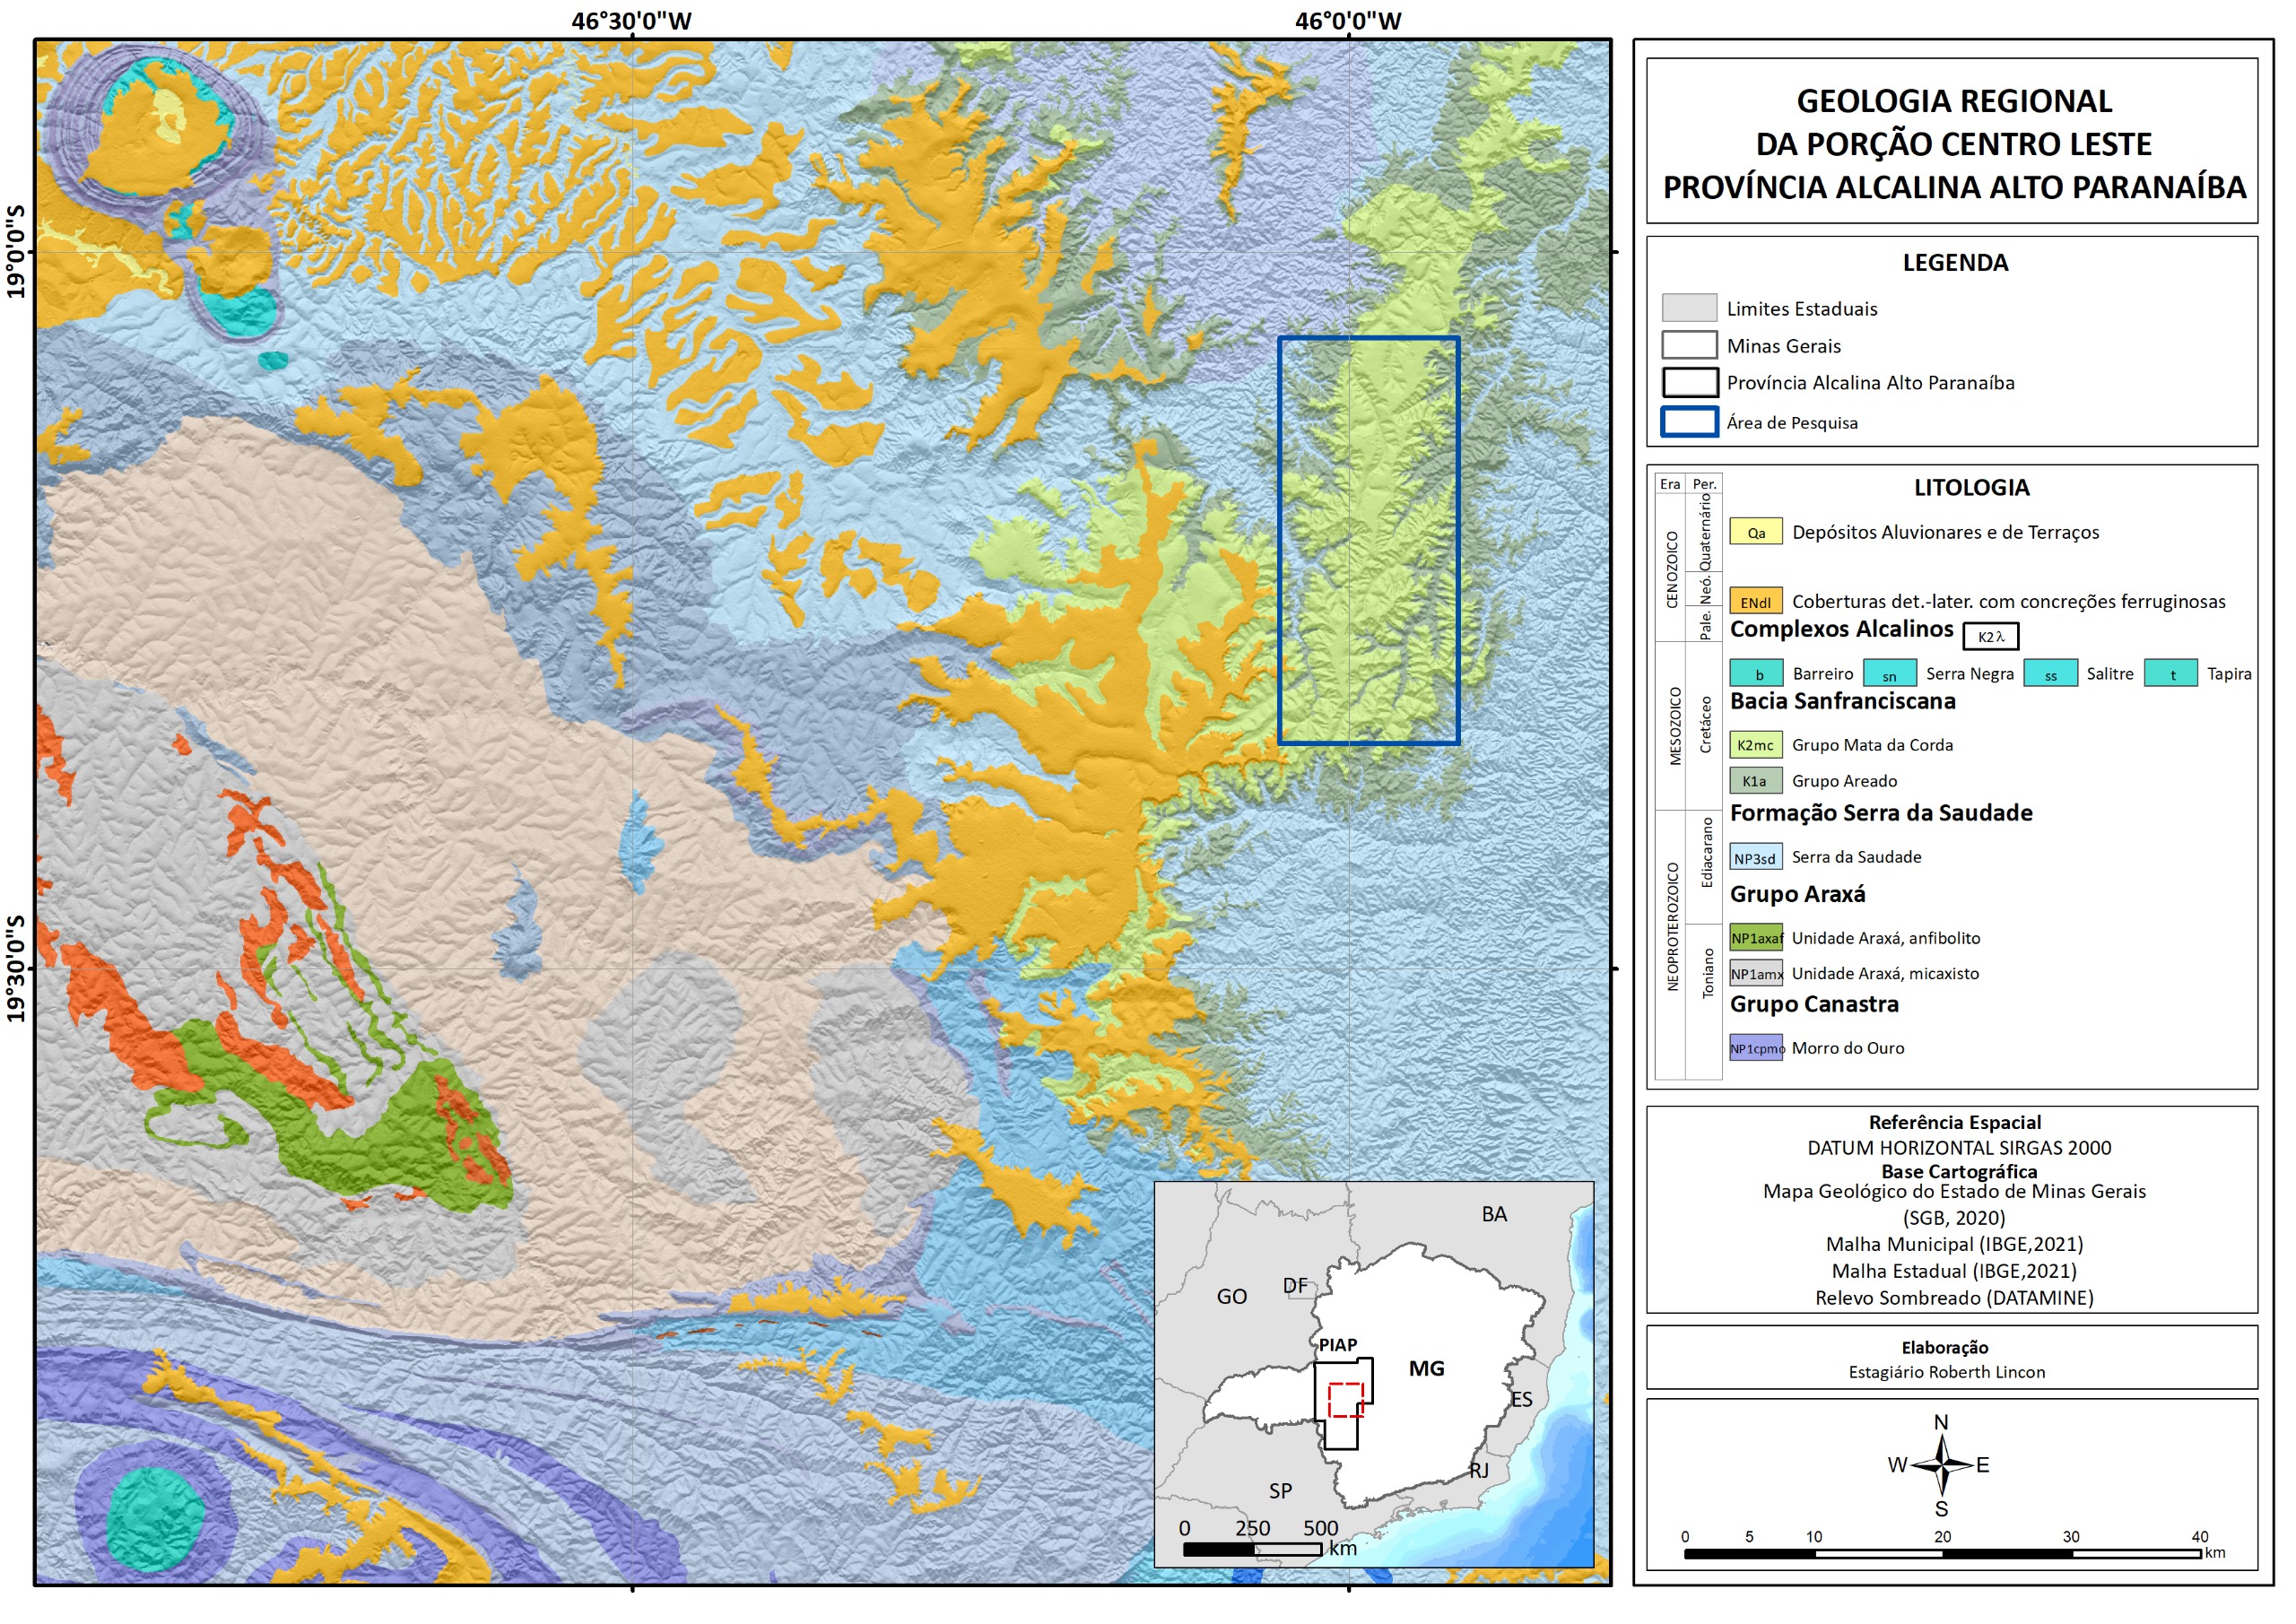 46°30'0"W
46°0'0"W
19°0'0"S
19°30'0"S
GEOLOGIA REGIONAL
DA PORÇÃO CENTRO LESTE
PROVÍNCIA ALCALINA ALTO PARANAÍBA
LEGENDA
Limites Estaduais
Minas Gerais
Província Alcalina Alto Paranaíba
Área de Pesquisa
LITOLOGIA
Era
Per.
CENOZOICO
Quaternário
Neó.
Pale.
MESOZOICO
Cretáceo
NEOPROTEROZOICO
Ediacarano
Toniano
Qa Depósitos Aluvionares e de Terraços
ENdl Coberturas det.-later. com concreções ferruginosas
Complexos Alcalinos K2λ
b Barreiro sn Serra Negra ss Salitre t Tapira
Bacia Sanfranciscana
K2mc Grupo Mata da Corda
K1a Grupo Areado
Formação Serra da Saudade
NP3sd Serra da Saudade
Grupo Araxá
NP1axaf Unidade Araxá, anfibolito
NP1amx Unidade Araxá, micaxisto
Grupo Canastra
NP1cpmo Morro do Ouro
Referência Espacial
DATUM HORIZONTAL SIRGAS 2000
Base Cartográfica
Mapa Geológico do Estado de Minas Gerais
(SGB, 2020)
Malha Municipal (IBGE,2021)
Malha Estadual (IBGE,2021)
Relevo Sombreado (DATAMINE)
Elaboração
Estagiário Roberth Lincon
N
W E
S
0 5 10 20 30 40
km
BA
GO
DF
PIAP
MG
ES
RJ
SP
0 250 500
km